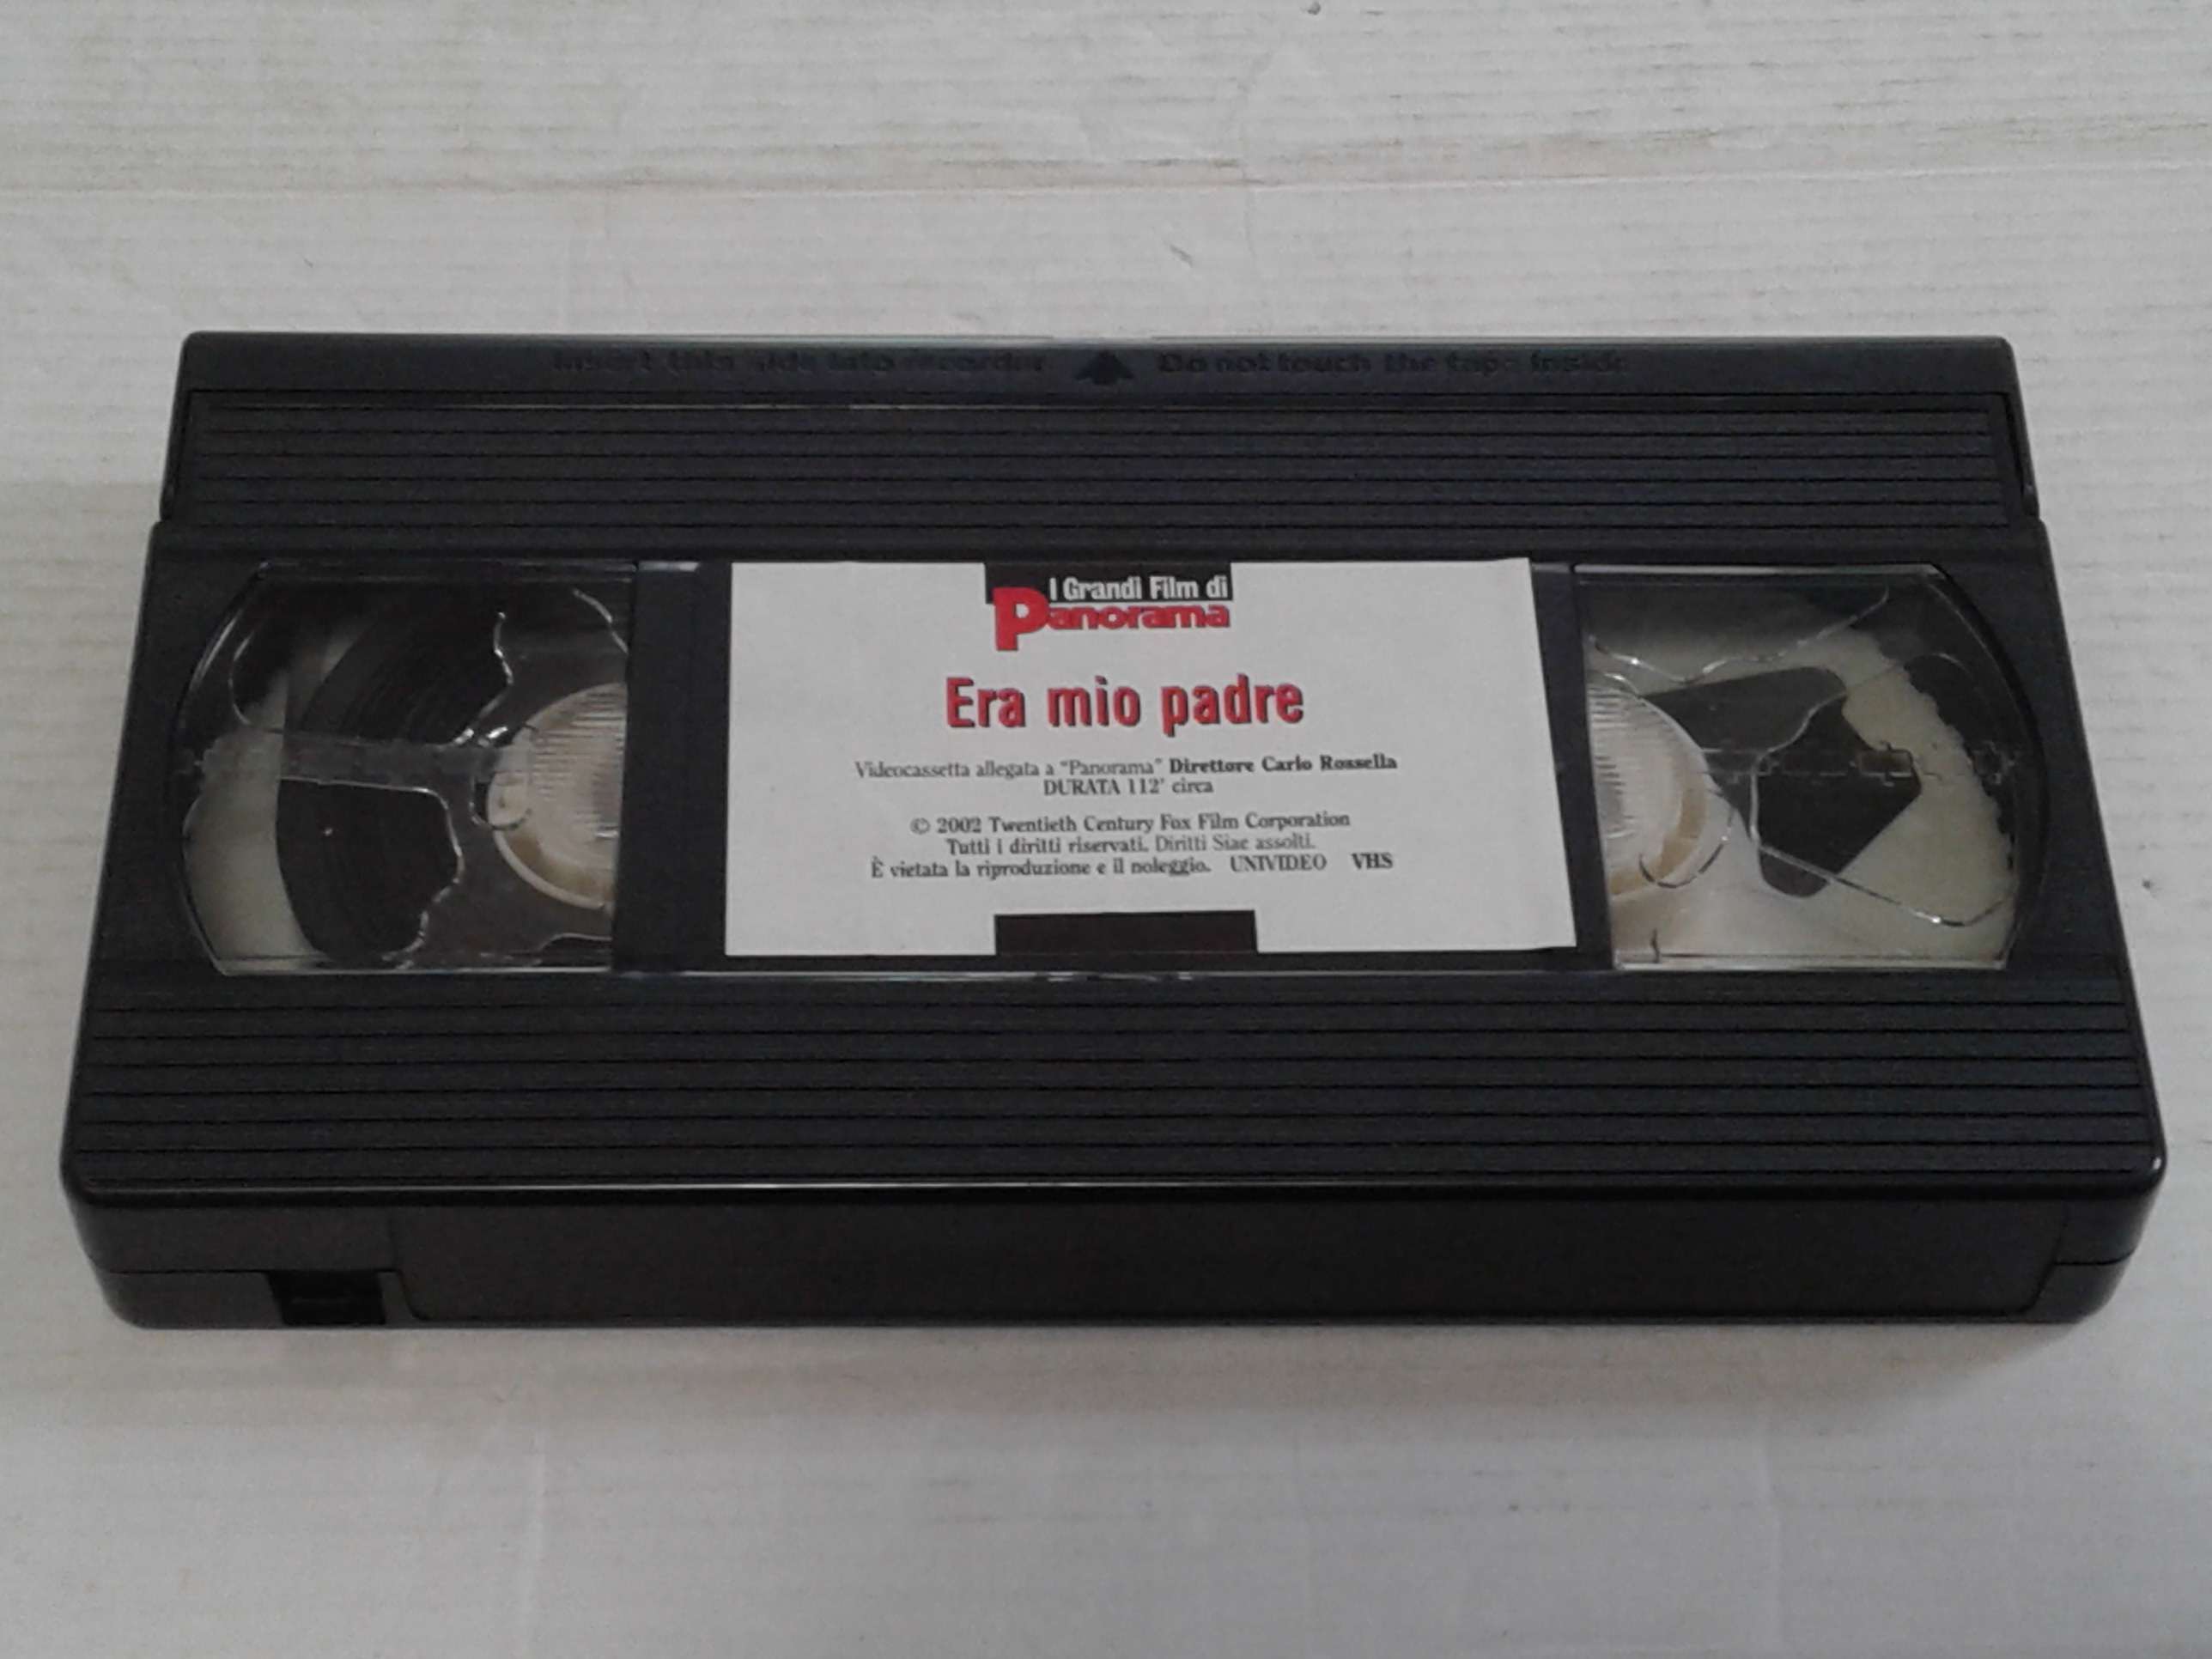 Insert this side into recorder ▲ Do not touch the tape inside
I Grandi Film di
Panorama
Era mio padre
Videocassetta allegata a "Panorama" Direttore Carlo Rossella
DURATA 112' circa
© 2002 Twentieth Century Fox Film Corporation
Tutti i diritti riservati. Diritti Siae assolti.
È vietata la riproduzione e il noleggio. UNIVIDEO VHS